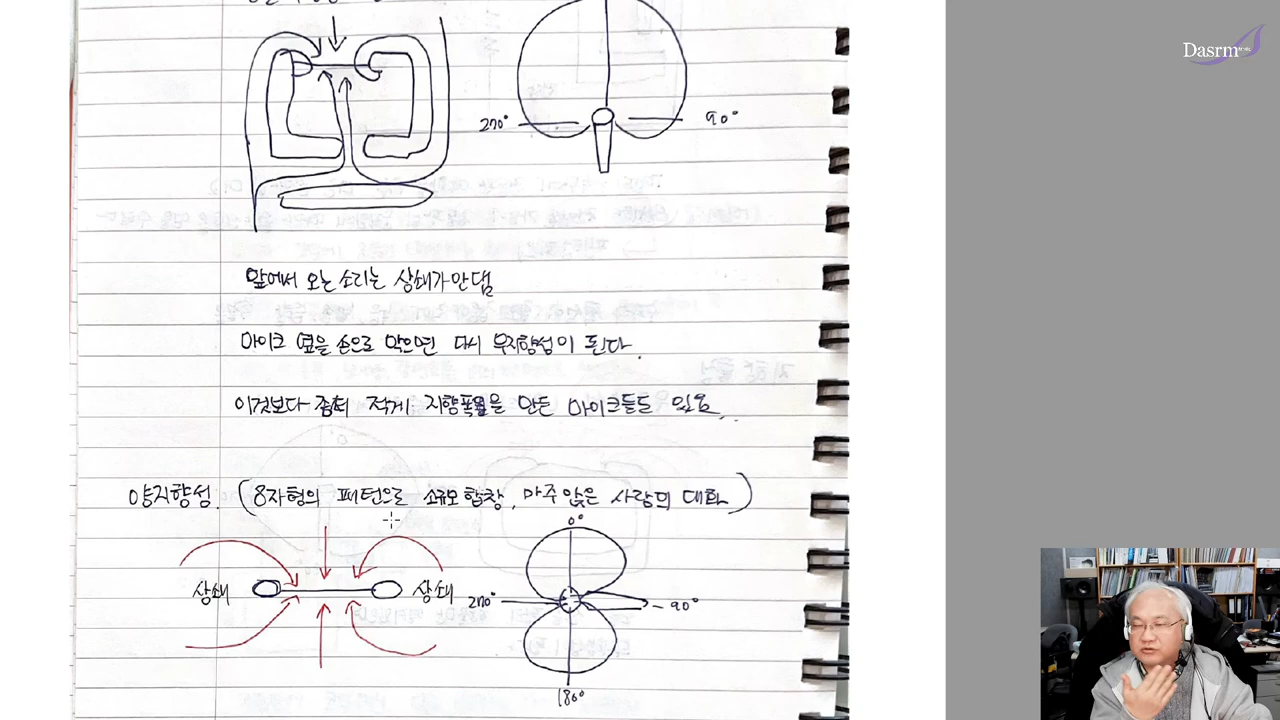 Dasrm
270°
90°
앞에서 오는 소리는 상쇄가 안댐
마이크 옆을 손으로 막으면 다시 무지향성이 된다.
이것보다 좀더 적게 지향폭을 만든 마이크들도 있죠.
양지향성. (8자형의 패턴으로 소규모 합창, 마주 앉은 사람의 대화)
0°
상쇄
상쇄
270°
90°
180°